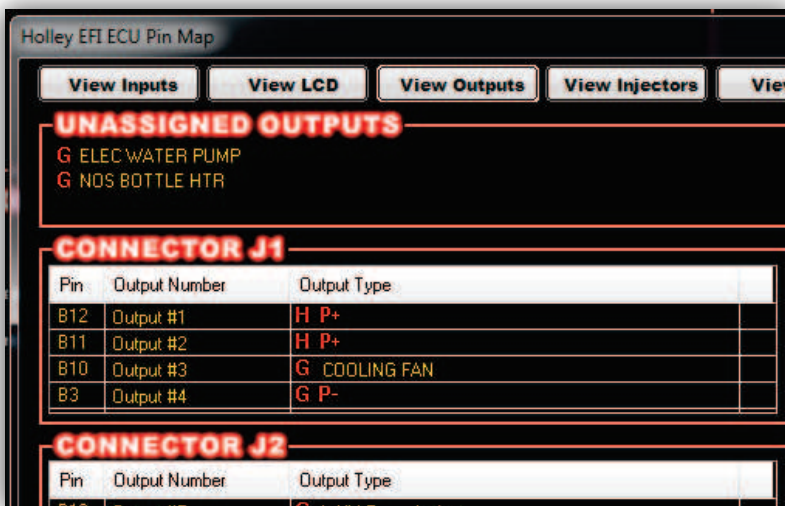 Holley EFI ECU Pin Map
View Inputs View LCD View Outputs View Injectors
UNASSIGNED OUTPUTS
G ELEC WATER PUMP
G NOS BOTTLE HTR
CONNECTOR J1
Pin Output Number Output Type
B12 Output #1 H P+
B11 Output #2 H P+
B10 Output #3 G COOLING FAN
B3 Output #4 G P-
CONNECTOR J2
Pin Output Number Output Type